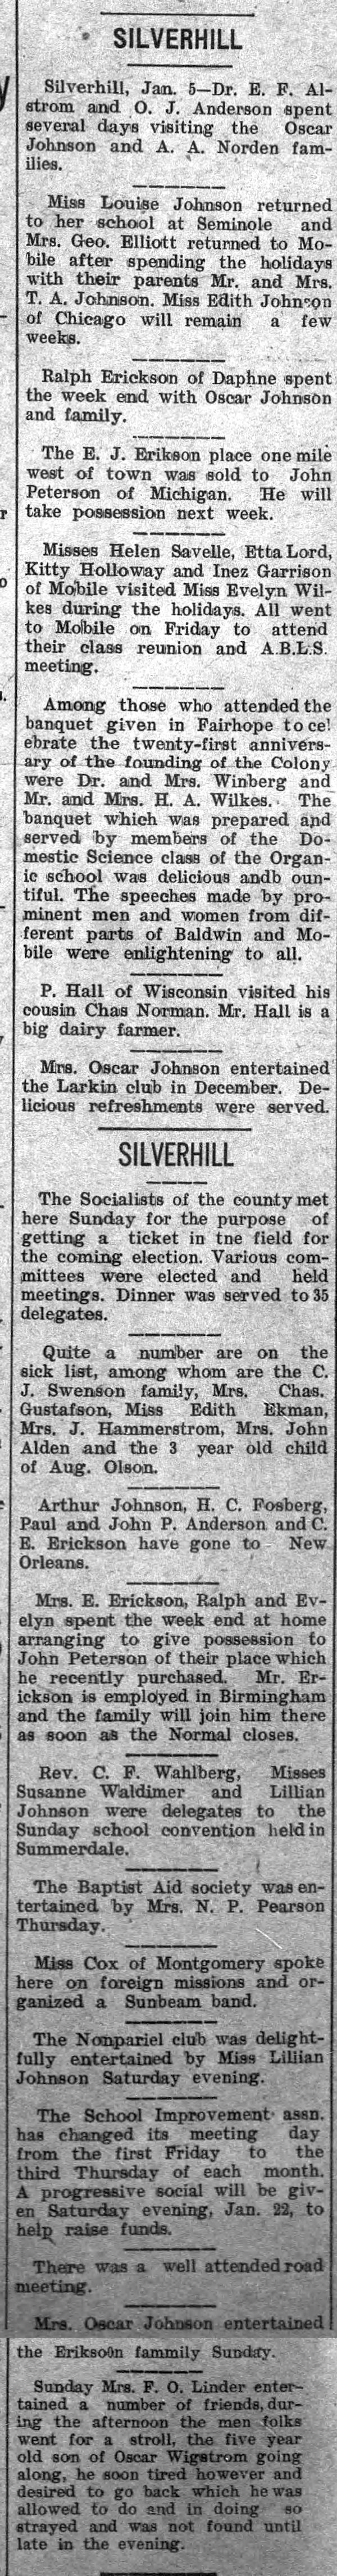 SILVERHILL
Silverhill, Jan. 5—Dr. E. F. Al-
strom and O. J. Anderson spent
several days visiting the Oscar
Johnson and A. A. Norden fam-
ilies.
Miss Louise Johnson returned
to her school at Seminole and
Mrs. Geo. Elliott returned to Mo-
bile after spending the holidays
with their parents Mr. and Mrs.
T. A. Johnson. Miss Edith Johnson
of Chicago will remain a few
weeks.
Ralph Erickson of Daphne spent
the week end with Oscar Johnson
and family.
The E. J. Erikson place one mile
west of town was sold to John
Peterson of Michigan. He will
take possession next week.
Misses Helen Savelle, Etta Lord,
Kitty Holloway and Inez Garrison
of Mobile visited Miss Evelyn Wil-
kes during the holidays. All went
to Mobile on Friday to attend
their class reunion and A.B.L.S.
meeting.
Among those who attended the
banquet given in Fairhope to cel
ebrate the twenty-first annivers-
ary of the founding of the Colony
were Dr. and Mrs. Winberg and
Mr. and Mrs. H. A. Wilkes. The
banquet which was prepared and
served by members of the Do-
mestic Science class of the Organ-
ic school was delicious andb oun-
tiful. The speeches made by pro-
minent men and women from dif-
ferent parts of Baldwin and Mo-
bile were enlightening to all.
P. Hall of Wisconsin visited his
cousin Chas Norman. Mr. Hall is a
big dairy farmer.
Mrs. Oscar Johnson entertained
the Larkin club in December. De-
licious refreshments were served.
SILVERHILL
The Socialists of the county met
here Sunday for the purpose of
getting a ticket in tne field for
the coming election. Various com-
mittees were elected and held
meetings. Dinner was served to 35
delegates.
Quite a number are on the
sick list, among whom are the C.
J. Swenson family, Mrs. Chas.
Gustafson, Miss Edith Ekman,
Mrs. J. Hammerstrom, Mrs. John
Alden and the 3 year old child
of Aug. Olson.
Arthur Johnson, H. C. Fosberg,
Paul and John P. Anderson and C.
E. Erickson have gone to New
Orleans.
Mrs. E. Erickson, Ralph and Ev-
elyn spent the week end at home
arranging to give possession to
John Peterson of their place which
he recently purchased. Mr. Er-
ickson is employed in Birmingham
and the family will join him there
as soon as the Normal closes.
Rev. C. F. Wahlberg, Misses
Susanne Waldimer and Lillian
Johnson were delegates to the
Sunday school convention held in
Summerdale.
The Baptist Aid society was en-
tertained by Mrs. N. P. Pearson
Thursday.
Miss Cox of Montgomery spoke
here on foreign missions and or-
ganized a Sunbeam band.
The Nonpariel club was delight-
fully entertained by Miss Lillian
Johnson Saturday evening.
The School Improvement assn.
has changed its meeting day
from the first Friday to the
third Thursday of each month.
A progressive social will be giv-
en Saturday evening, Jan. 22, to
help raise funds.
There was a well attended road
meeting.
Mrs. Oscar Johnson entertained
the Erikso0n fammily Sunday.
Sunday Mrs. F. O. Linder enter-
tained a number of friends, dur-
ing the afternoon the men folks
went for a stroll, the five year
old son of Oscar Wigstrom going
along, he soon tired however and
desired to go back which he was
allowed to do and in doing so
strayed and was not found until
late in the evening.